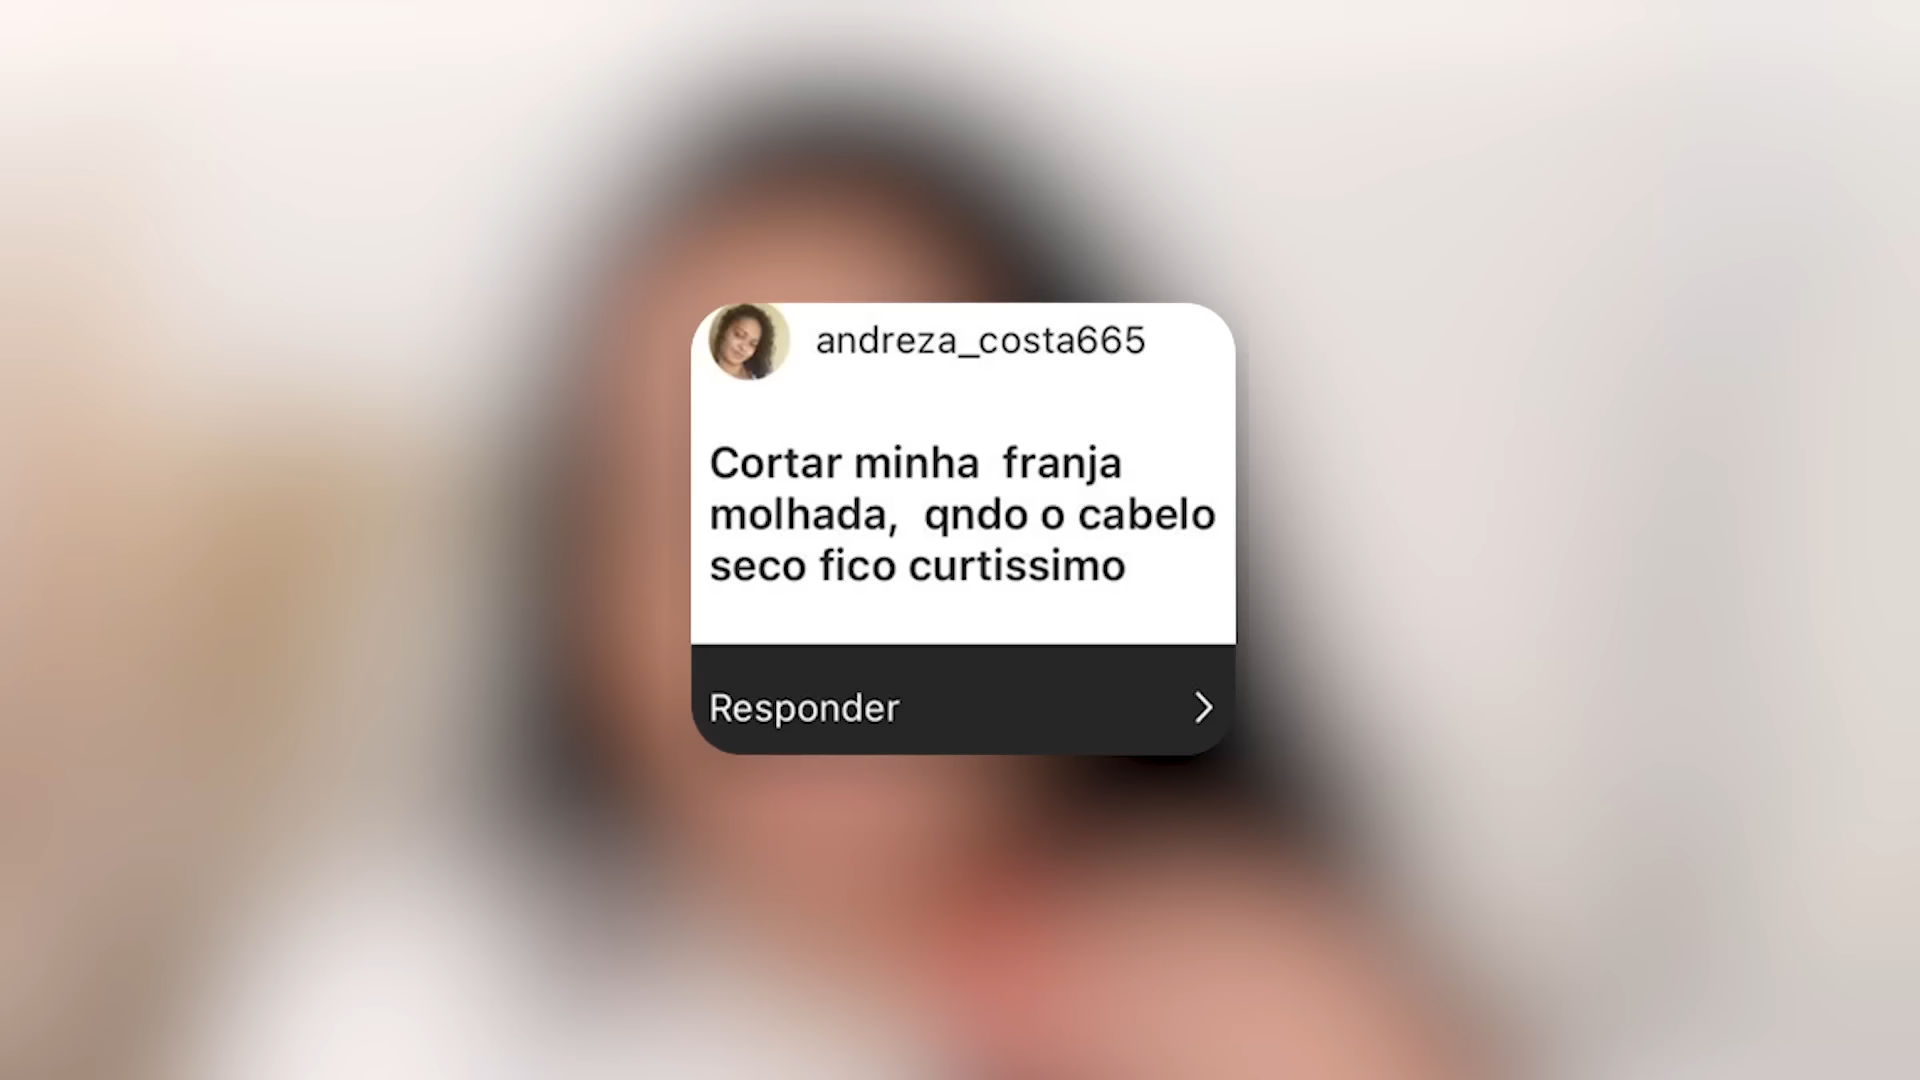 andreza_costa665
Cortar minha franja
molhada, qndo o cabelo
seco fico curtissimo
Responder